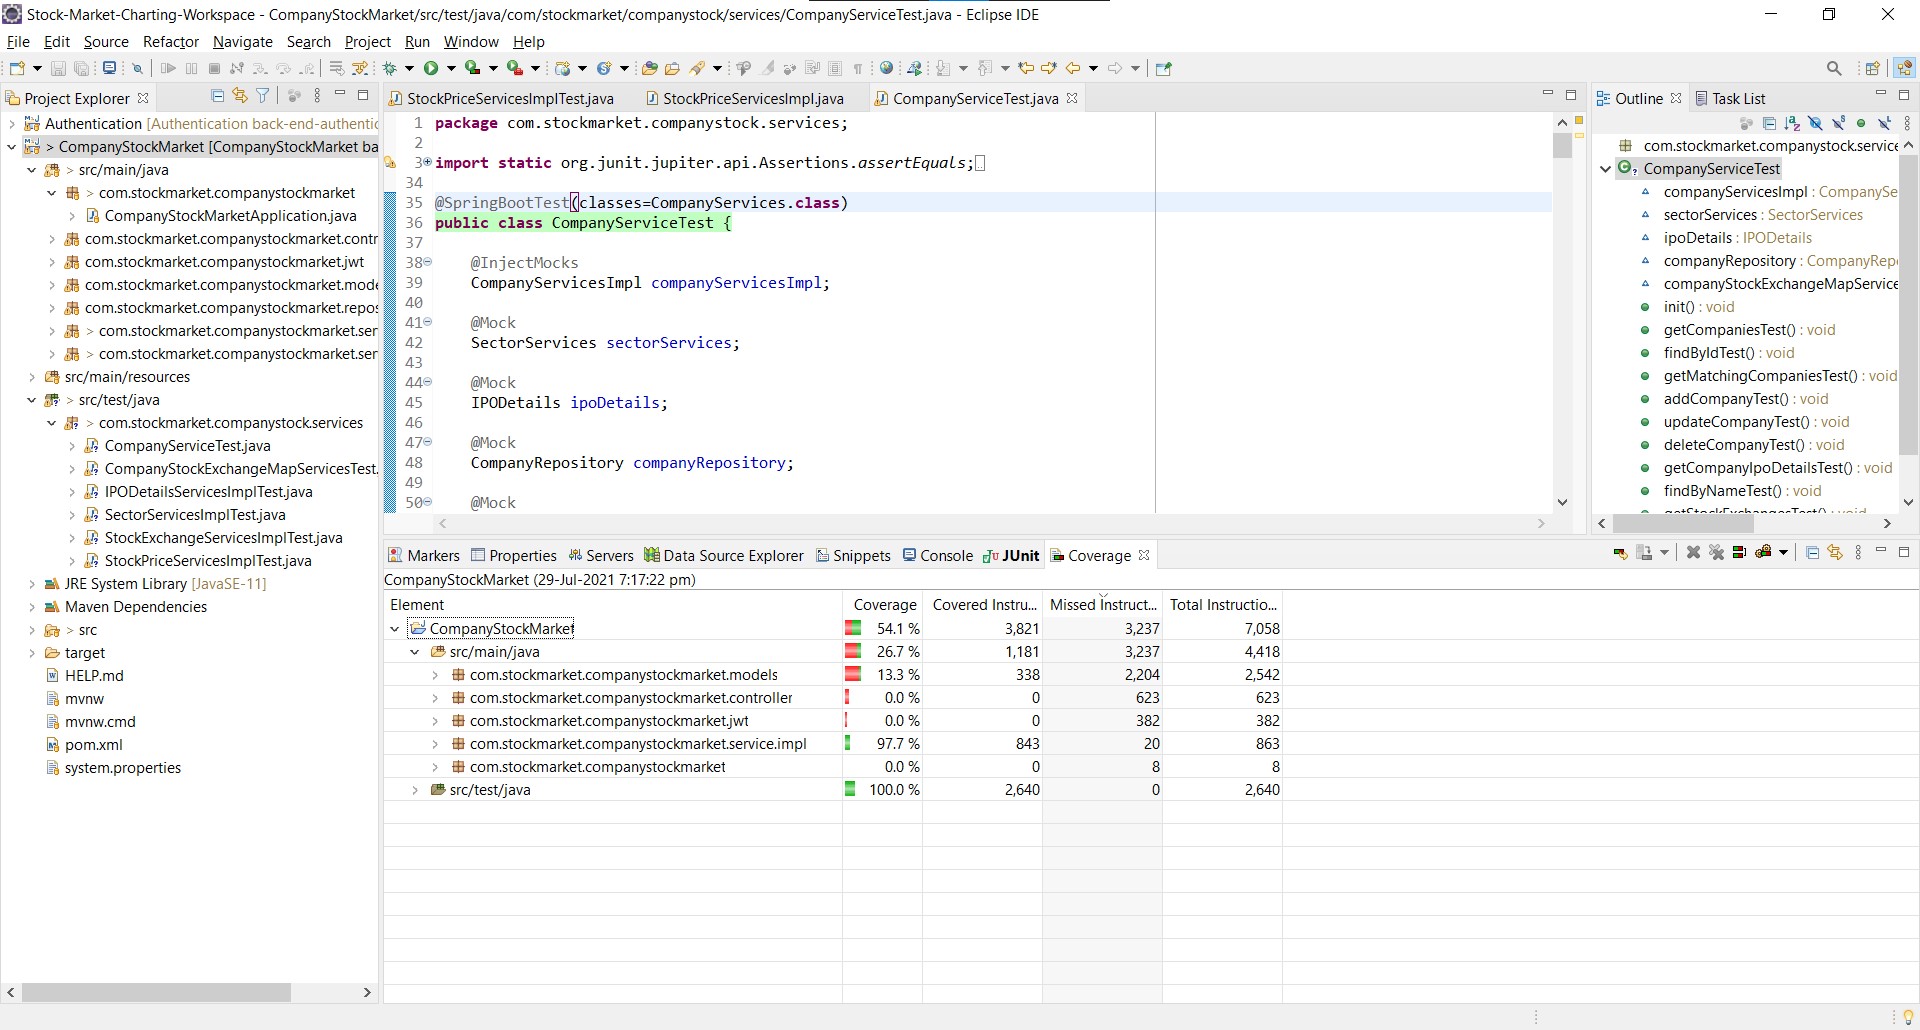 Stock-Market-Charting-Workspace - CompanyStockMarket/src/test/java/com/stockmarket/companystock/services/CompanyServiceTest.java - Eclipse IDE
File Edit Source Refactor Navigate Search Project Run Window Help
Project Explorer
Authentication [Authentication back-end-authentic
> CompanyStockMarket [CompanyStockMarket ba
> src/main/java
> com.stockmarket.companystockmarket
CompanyStockMarketApplication.java
com.stockmarket.companystockmarket.contr
com.stockmarket.companystockmarket.jwt
com.stockmarket.companystockmarket.mode
com.stockmarket.companystockmarket.repos
> com.stockmarket.companystockmarket.ser
> com.stockmarket.companystockmarket.ser
src/main/resources
> src/test/java
> com.stockmarket.companystock.services
CompanyServiceTest.java
CompanyStockExchangeMapServicesTest.
IPODetailsServicesImplTest.java
SectorServicesImplTest.java
StockExchangeServicesImplTest.java
StockPriceServicesImplTest.java
JRE System Library [JavaSE-11]
Maven Dependencies
> src
target
HELP.md
mvnw
mvnw.cmd
pom.xml
system.properties
StockPriceServicesImplTest.java StockPriceServicesImpl.java CompanyServiceTest.java
1 package com.stockmarket.companystock.services;
2
3 import static org.junit.jupiter.api.Assertions.assertEquals;
34
35 @SpringBootTest(classes=CompanyServices.class)
36 public class CompanyServiceTest {
37
38 @InjectMocks
39 CompanyServicesImpl companyServicesImpl;
40
41 @Mock
42 SectorServices sectorServices;
43
44 @Mock
45 IPODetails ipoDetails;
46
47 @Mock
48 CompanyRepository companyRepository;
49
50 @Mock
Outline Task List
com.stockmarket.companystock.service
CompanyServiceTest
companyServicesImpl : CompanySe
sectorServices : SectorServices
ipoDetails : IPODetails
companyRepository : CompanyRepo
companyStockExchangeMapService
init() : void
getCompaniesTest() : void
findByIdTest() : void
getMatchingCompaniesTest() : void
addCompanyTest() : void
updateCompanyTest() : void
deleteCompanyTest() : void
getCompanyIpoDetailsTest() : void
findByNameTest() : void
getStockExchangesTest() : void
Markers Properties Servers Data Source Explorer Snippets Console JUnit Coverage
CompanyStockMarket (29-Jul-2021 7:17:22 pm)
Element Coverage Covered Instru... Missed Instruct... Total Instructio...
CompanyStockMarket 54.1 % 3,821 3,237 7,058
src/main/java 26.7 % 1,181 3,237 4,418
com.stockmarket.companystockmarket.models 13.3 % 338 2,204 2,542
com.stockmarket.companystockmarket.controller 0.0 % 0 623 623
com.stockmarket.companystockmarket.jwt 0.0 % 0 382 382
com.stockmarket.companystockmarket.service.impl 97.7 % 843 20 863
com.stockmarket.companystockmarket 0.0 % 0 8 8
src/test/java 100.0 % 2,640 0 2,640